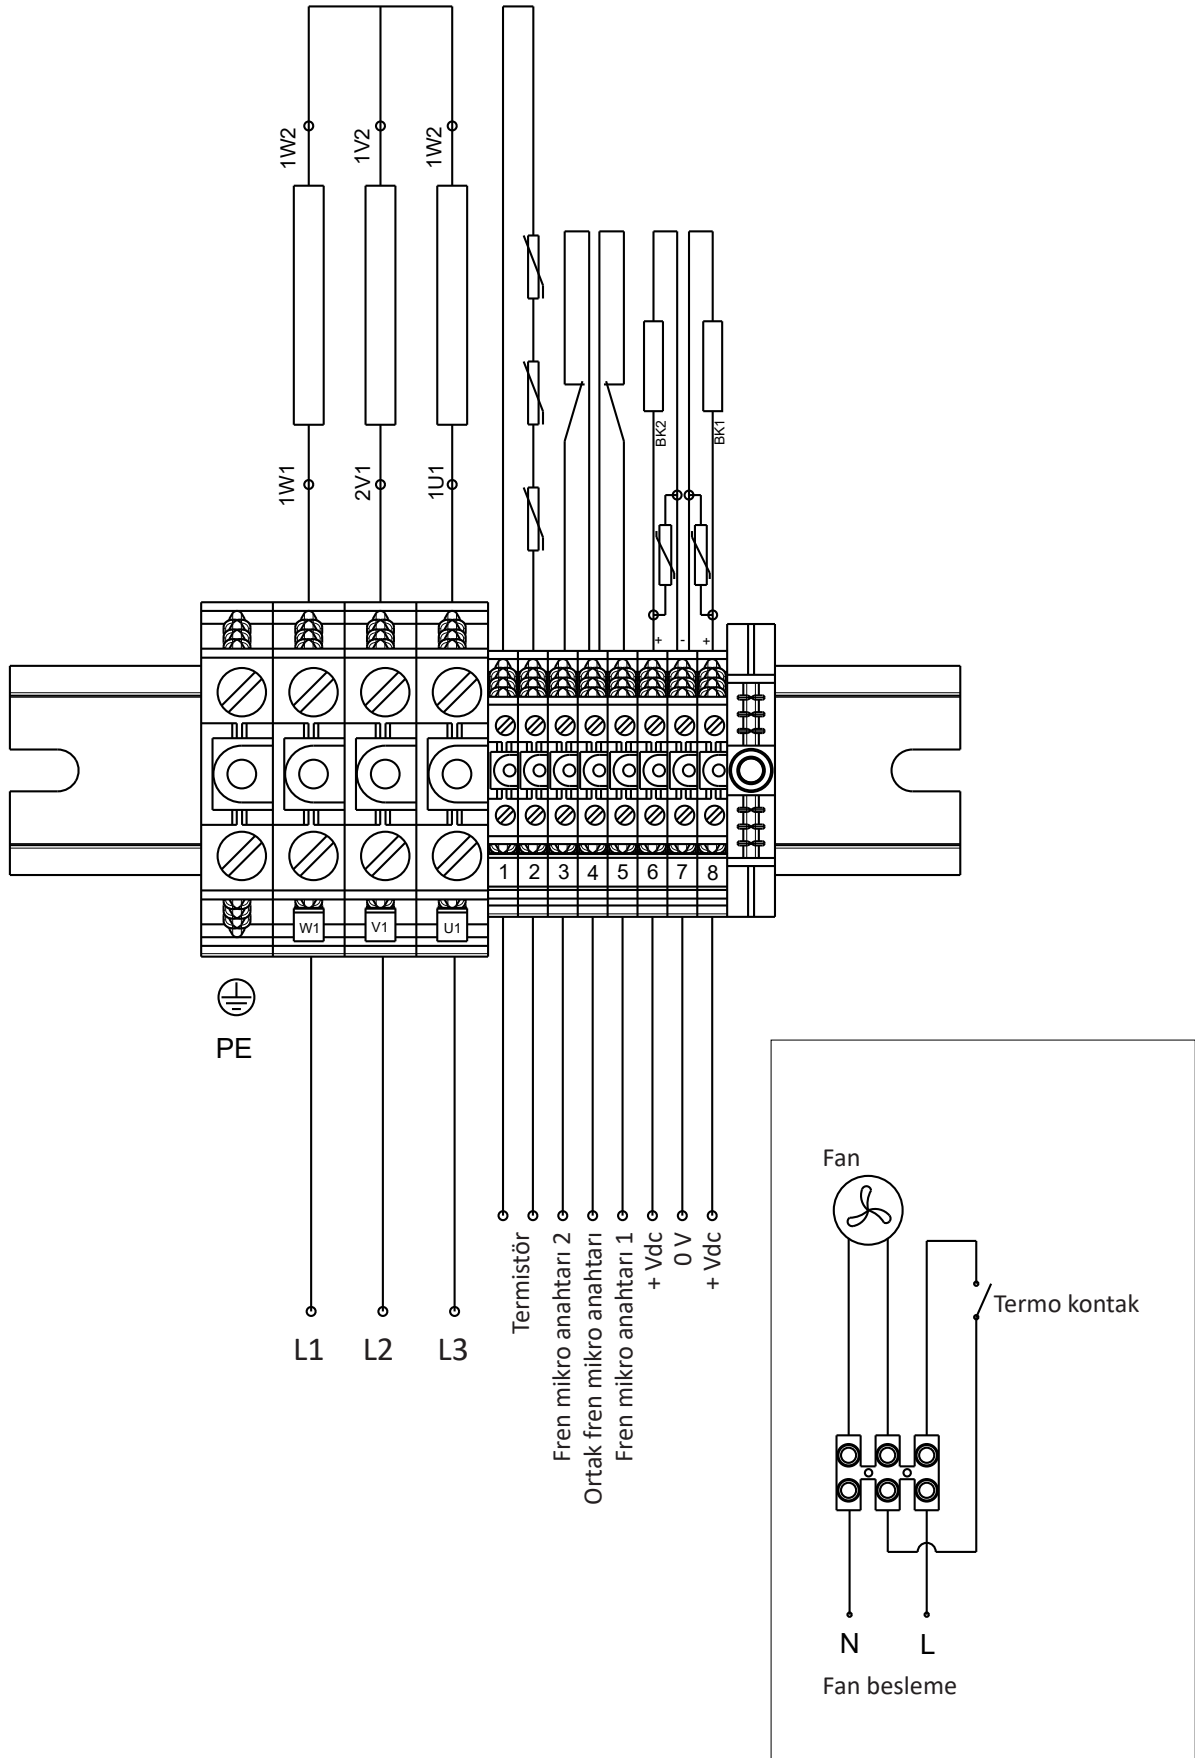 1W2
1V2
1W2
1W1
2V1
1U1
BK2
BK1
+
-
+
1
2
3
4
5
6
7
8
W1
V1
U1
PE
L1
L2
L3
Termistör
Fren mikro anahtarı 2
Ortak fren mikro anahtarı
Fren mikro anahtarı 1
+ Vdc
0 V
+ Vdc
Fan
Termo kontak
N
L
Fan besleme